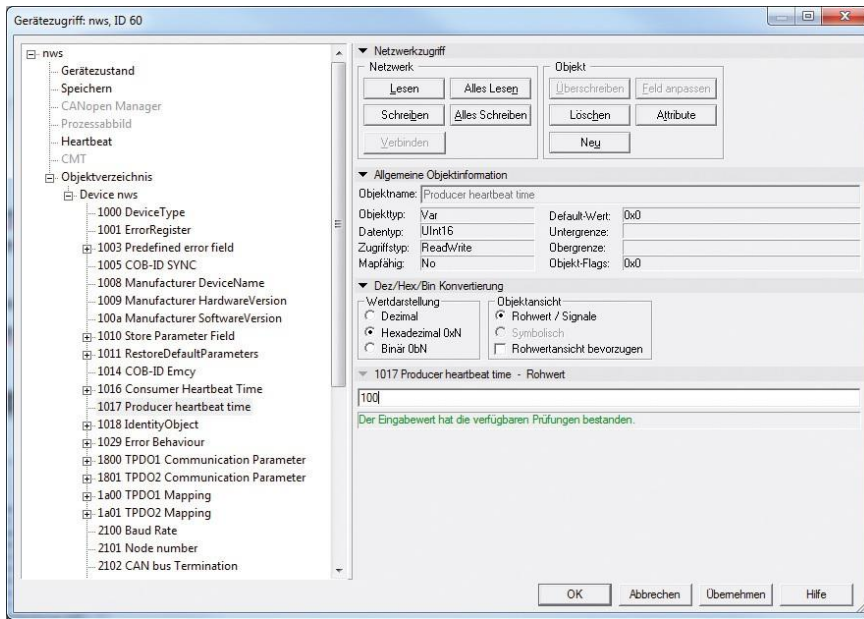 Gerätezugriff: nws, ID 60
nws
Gerätezustand
Speichern
CANopen Manager
Prozessabbild
Heartbeat
CMT
Objektverzeichnis
Device nws
1000 DeviceType
1001 ErrorRegister
1003 Predefined error field
1005 COB-ID SYNC
1008 Manufacturer DeviceName
1009 Manufacturer HardwareVersion
100a Manufacturer SoftwareVersion
1010 Store Parameter Field
1011 RestoreDefaultParameters
1014 COB-ID Emcy
1016 Consumer Heartbeat Time
1017 Producer heartbeat time
1018 IdentityObject
1029 Error Behaviour
1800 TPDO1 Communication Parameter
1801 TPDO2 Communication Parameter
1a00 TPDO1 Mapping
1a01 TPDO2 Mapping
2100 Baud Rate
2101 Node number
2102 CAN bus Termination
Netzwerkzugriff
Netzwerk
Objekt
Lesen Alles Lesen Überschreiben Feld anpassen
Schreiben Alles Schreiben Löschen Attribute
Verbinden Neu
Allgemeine Objektinformation
Objektname: Producer heartbeat time
Objekttyp: Var Default-Wert: 0x0
Datentyp: UInt16 Untergrenze:
Zugriffstyp: ReadWrite Obergrenze:
Mapfähig: No Objekt-Flags: 0x0
Dez/Hex/Bin Konvertierung
Wertdarstellung Objektansicht
Dezimal Rohwert / Signale
Hexadezimal 0xN Symbolisch
Binär 0bN Rohwertansicht bevorzugen
1017 Producer heartbeat time - Rohwert
100
Der Eingabewert hat die verfügbaren Prüfungen bestanden.
OK Abbrechen Übernehmen Hilfe